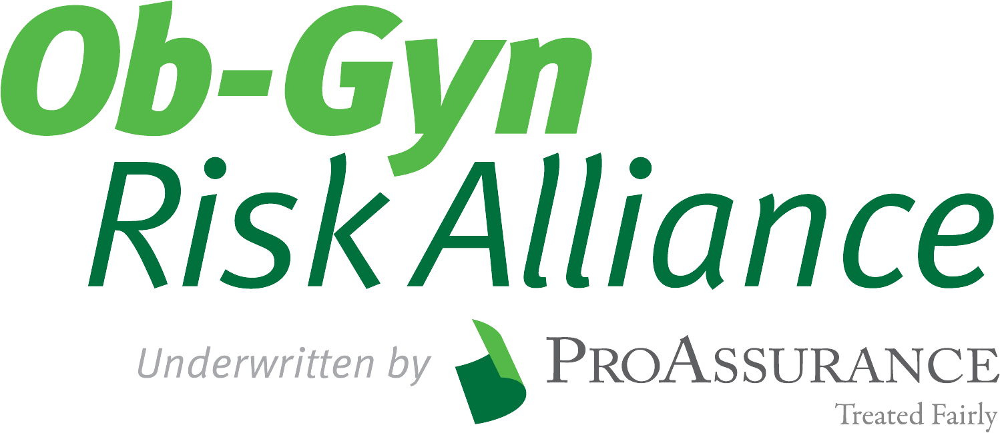 Ob-Gyn
Risk Alliance
Underwritten by PROASSURANCE
Treated Fairly